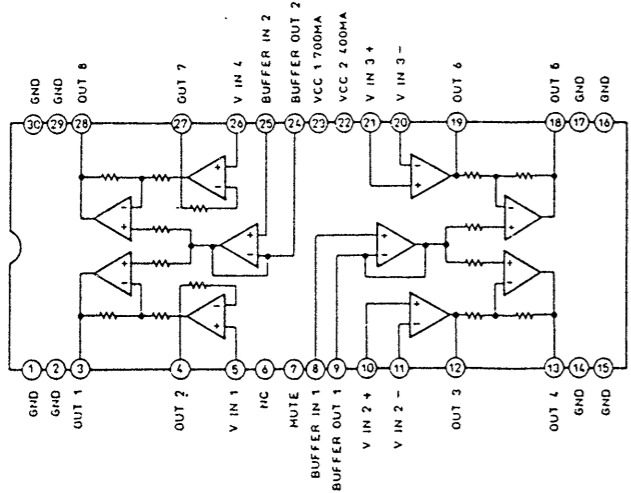 GND
GND
OUT 8
OUT 7
V IN 4
BUFFER IN 2
BUFFER OUT 2
VCC 1 700MA
VCC 2 400MA
V IN 3 +
V IN 3 -
OUT 6
OUT 5
GND
GND
30 29 28 27 26 25 24 23 22 21 20 19 18 17 16
+ -
- +
+ -
- +
+ -
- +
+ -
- +
+ -
+ -
1 2 3 4 5 6 7 8 9 10 11 12 13 14 15
GND
GND
OUT 1
OUT 2
V IN 1
NC
MUTE
BUFFER IN 1
BUFFER OUT 1
V IN 2 +
V IN 2 -
OUT 3
OUT 4
GND
GND